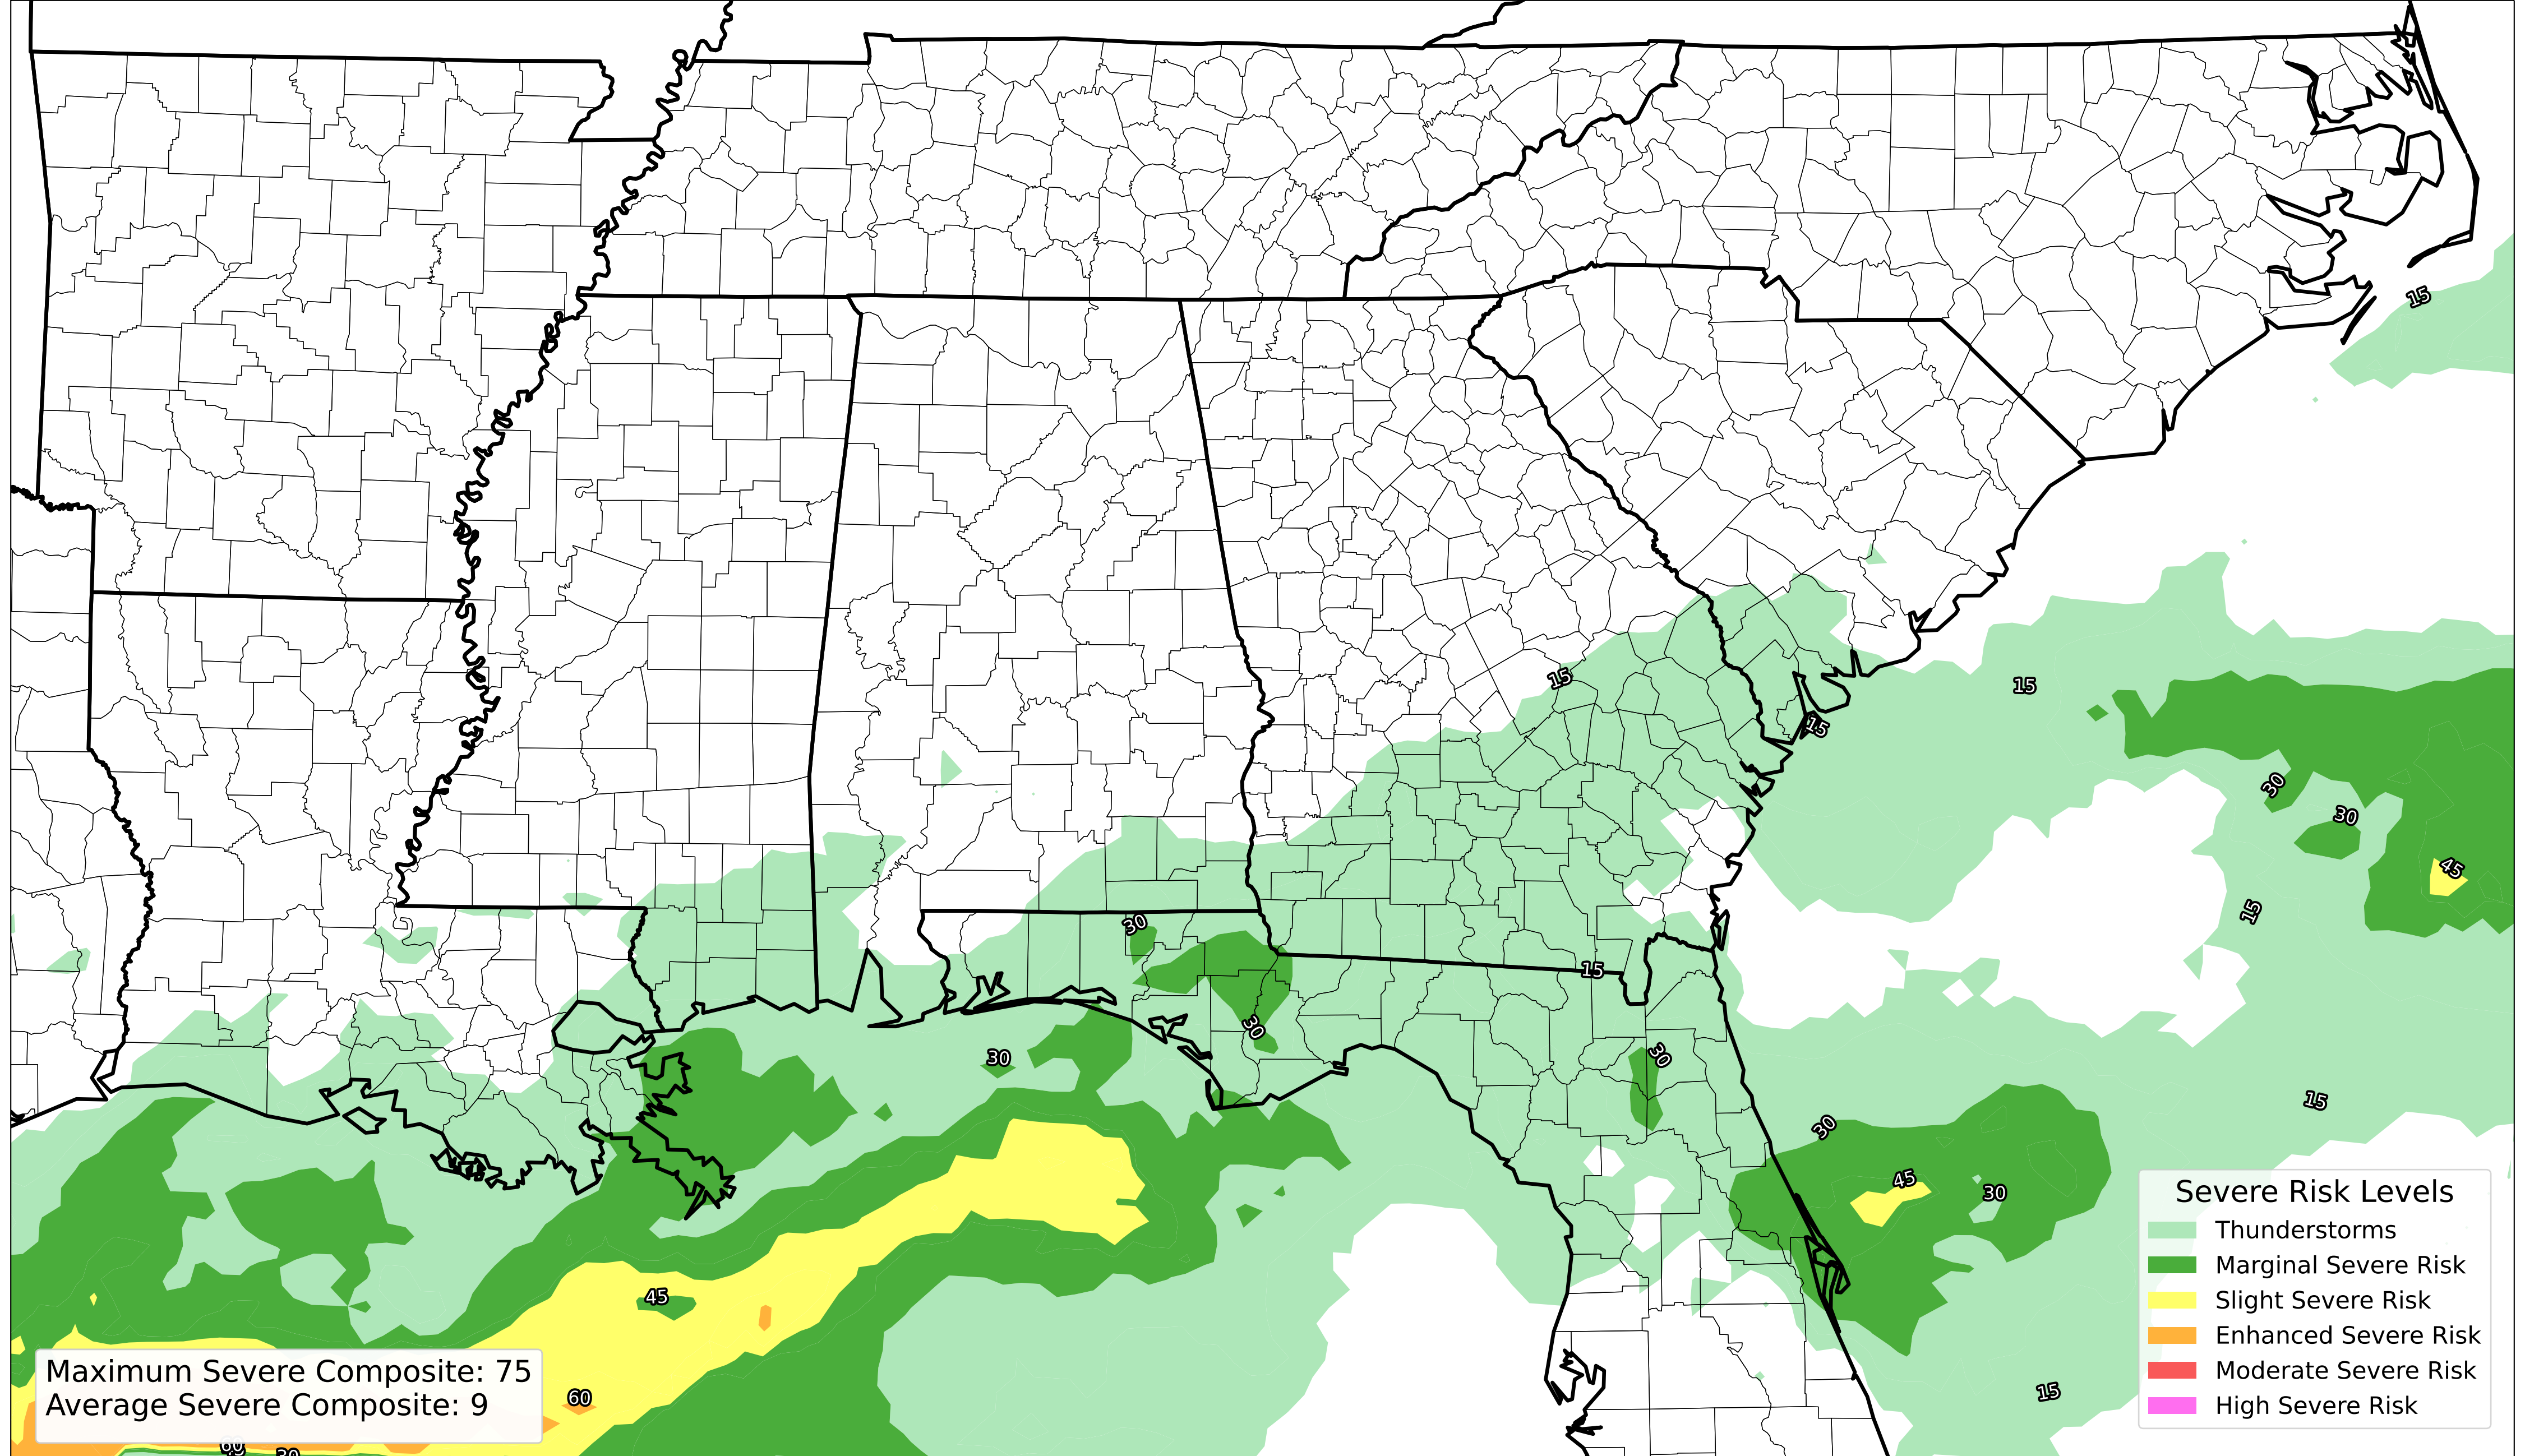 15
15
15
15
30
30
45
15
30
15
30
30
30
15
30
45
30
Severe Risk Levels
Thunderstorms
Marginal Severe Risk
45
Slight Severe Risk
Enhanced Severe Risk
Maximum Severe Composite: 75
Moderate Severe Risk
15
60
Average Severe Composite: 9
High Severe Risk
60
30